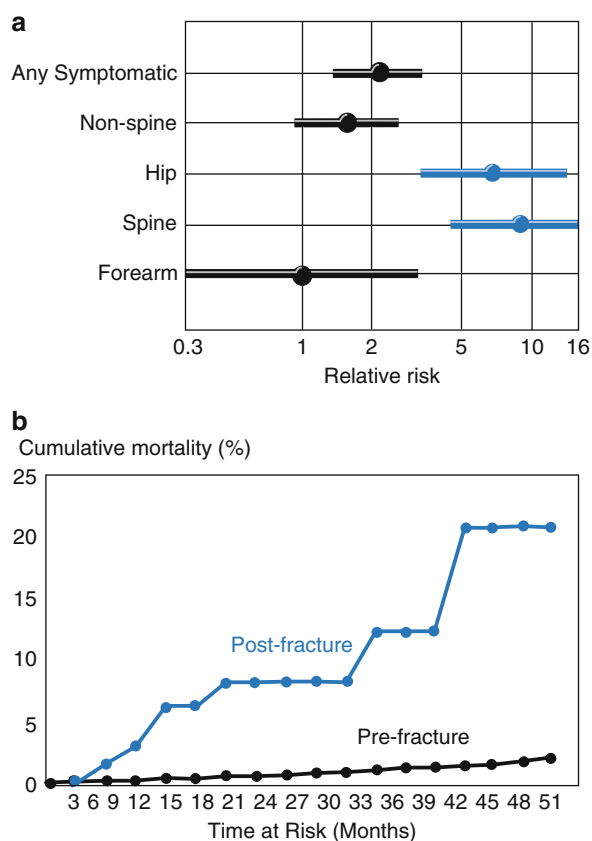 a
Any Symptomatic
Non-spine
Hip
Spine
Forearm
0.3 1 2 5 10 16
Relative risk
b
Cumulative mortality (%)
25
20
15
10
5
0
Post-fracture
Pre-fracture
3 6 9 12 15 18 21 24 27 30 33 36 39 42 45 48 51
Time at Risk (Months)